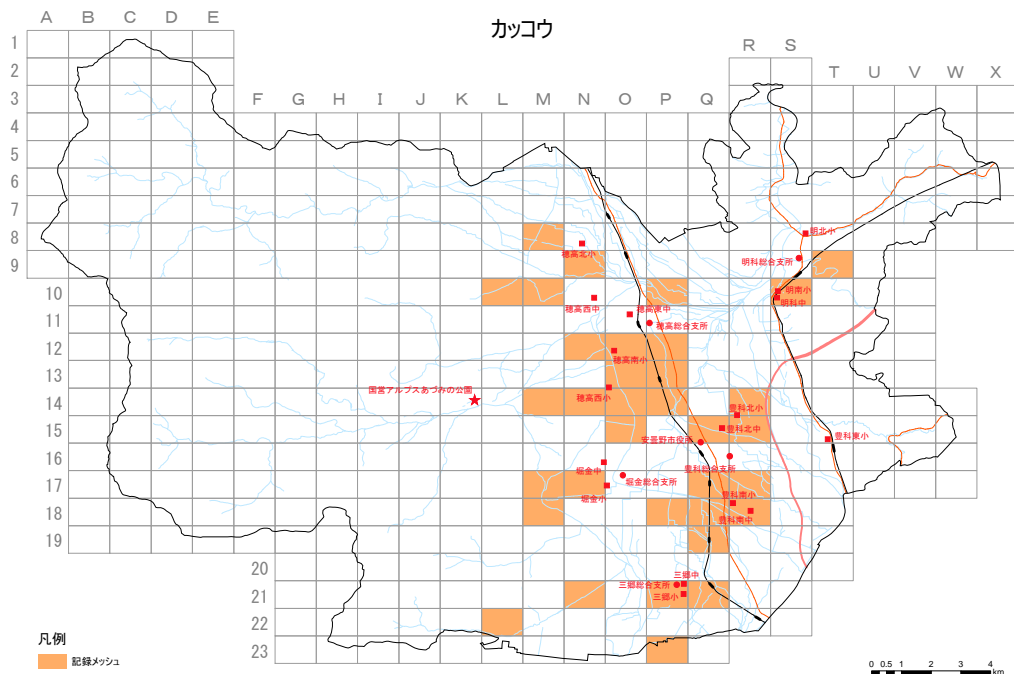 カッコウ
A B C D E
R S
T U V W X
F G H I J K L M N O P Q
1
2
3
4
5
6
7
8
9
10
11
12
13
14
15
16
17
18
19
20
21
22
23
明北小
穂高北小
明科総合支所
明南小
明科中
穂高西中
穂高東中
穂高総合支所
穂高南小
国営アルプスあづみの公園
穂高西小
豊科北小
豊科北中
安曇野市役所
豊科東小
豊科総合支所
堀金中
堀金総合支所
堀金小
豊科南小
豊科南中
三郷中
三郷総合支所
三郷小
凡例
記録メッシュ
0 0.5 1 2 3 4
km